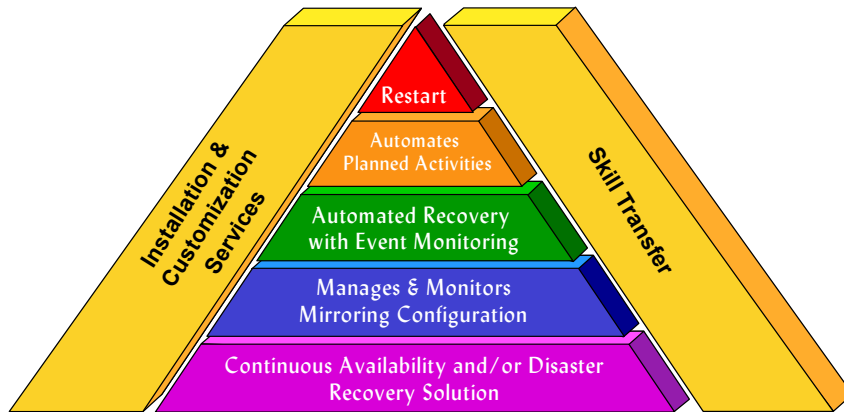 Installation &
Customization
Services
Restart
Automates
Planned Activities
Automated Recovery
with Event Monitoring
Manages & Monitors
Mirroring Configuration
Continuous Availability and/or Disaster
Recovery Solution
Skill Transfer